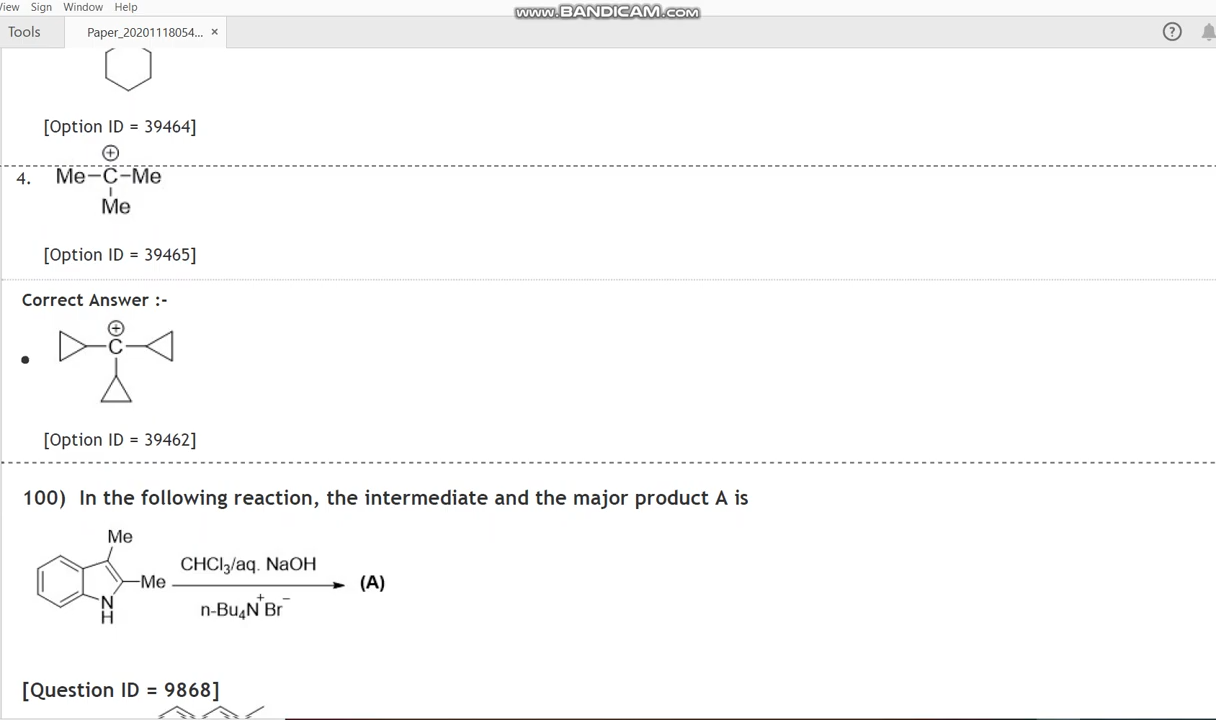 View Sign Window Help
www.BANDICAM.COM
Tools
Paper_20201118054... ×
?
[Option ID = 39464]
⊕
4. Me-C-Me
Me
[Option ID = 39465]
Correct Answer :-
⊕
C
[Option ID = 39462]
100) In the following reaction, the intermediate and the major product A is
Me
CHCl3/aq. NaOH
Me
(A)
N
H
n-Bu4N+Br-
[Question ID = 9868]